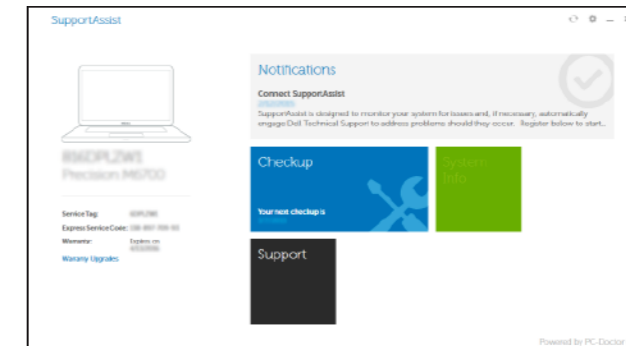 SupportAssist
Notifications
Connect SupportAssist
SupportAssist is designed to monitor your system for issues and, if necessary, automatically
engage Dell Technical Support to address problems should they occur. Register below to start...
Precision M6700
Checkup
System
Info
Your next checkup is
Service Tag:
Express Service Code:
Warranty: Expires on
Warranty Upgrades
Support
Powered by PC-Doctor